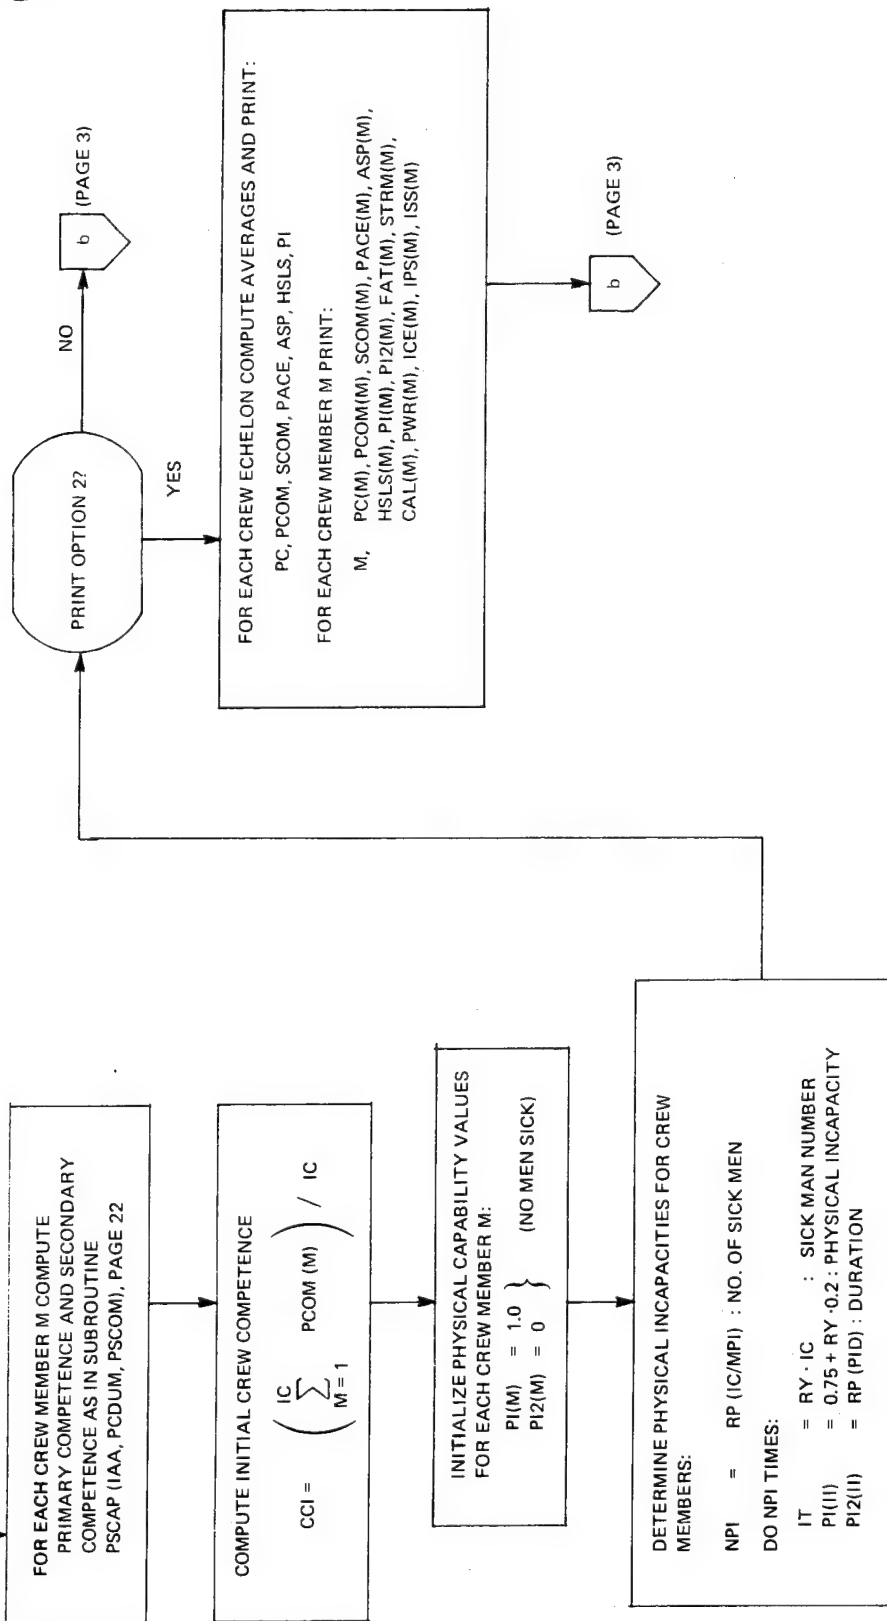 FOR EACH CREW MEMBER M COMPUTE
PRIMARY COMPETENCE AND SECONDARY
COMPETENCE AS IN SUBROUTINE
PSCAP (IAA, PCDUM, PSCOM), PAGE 22
COMPUTE INITIAL CREW COMPETENCE
CCI = ( IC ∑ M = 1 PCOM (M) ) / IC
INITIALIZE PHYSICAL CAPABILITY VALUES
FOR EACH CREW MEMBER M:
PI(M) = 1.0
PI2(M) = 0 } (NO MEN SICK)
DETERMINE PHYSICAL INCAPACITIES FOR CREW
MEMBERS:
NPI = RP (IC/MPI) : NO. OF SICK MEN
DO NPI TIMES:
IT = RY · IC : SICK MAN NUMBER
PI(II) = 0.75 + RY ·0.2 : PHYSICAL INCAPACITY
PI2(II) = RP (PID) : DURATION
PRINT OPTION 2?
NO
b (PAGE 3)
YES
FOR EACH CREW ECHELON COMPUTE AVERAGES AND PRINT:
PC, PCOM, SCOM, PACE, ASP, HSLS, PI
FOR EACH CREW MEMBER M PRINT:
M, PC(M), PCOM(M), SCOM(M), PACE(M), ASP(M),
HSLS(M), PI(M), PI2(M), FAT(M), STRM(M),
CAL(M), PWR(M), ICE(M), IPS(M), ISS(M)
b (PAGE 3)